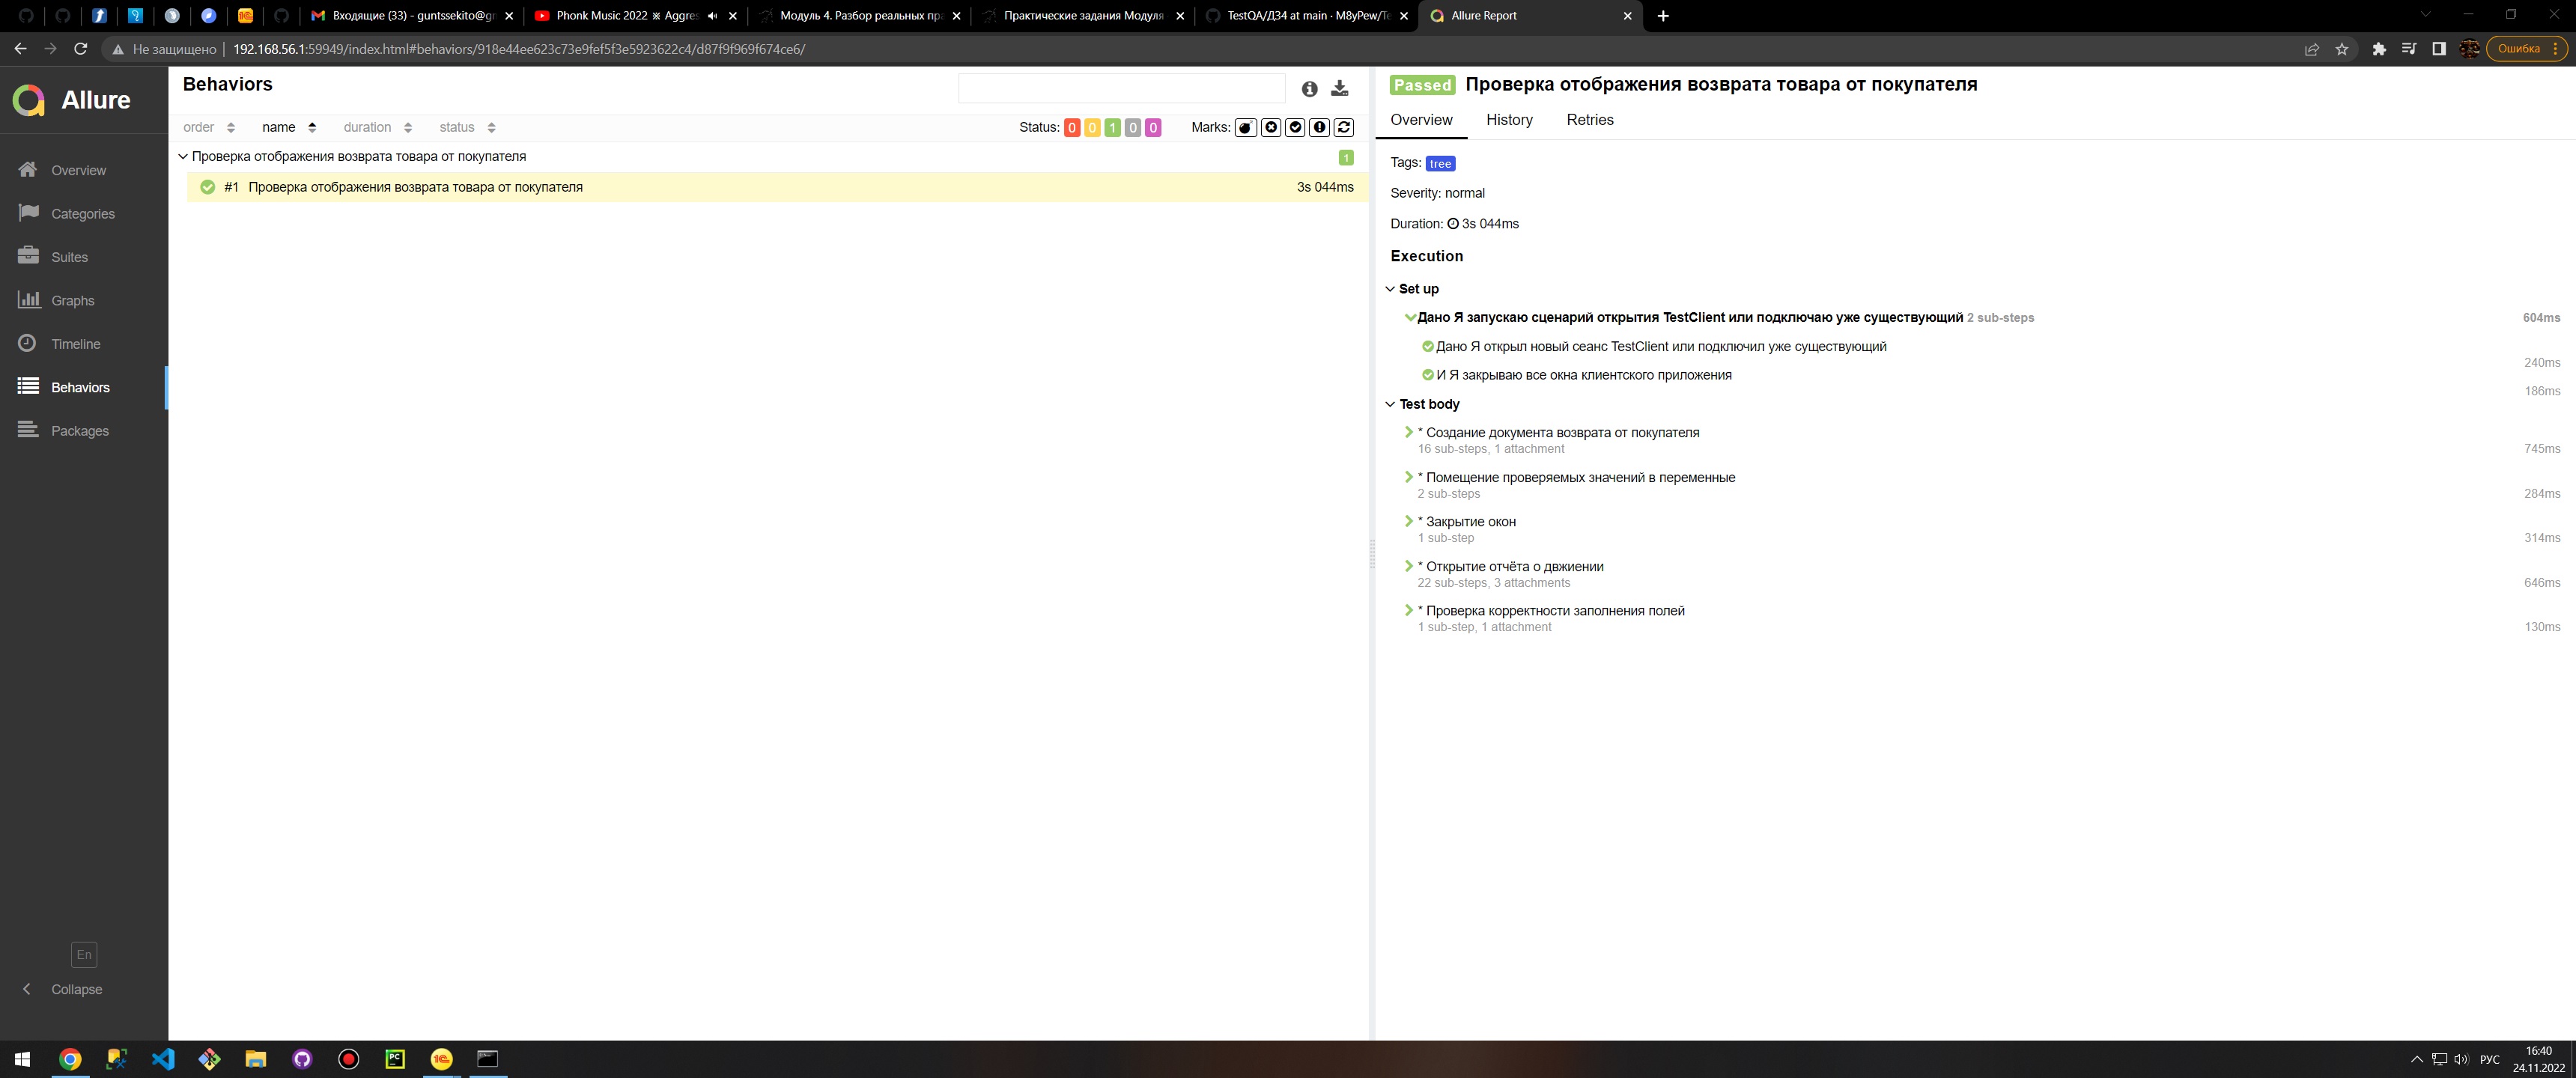 Входящие (33) - guntssekito@gr
Phonk Music 2022 ※ Aggres
Модуль 4. Разбор реальных пра
Практические задания Модуля
TestQA/ДЗ4 at main · M8yPew/Te
Allure Report
Не защищено
192.168.56.1:59949/index.html#behaviors/918e44ee623c73e9fef5f3e5923622c4/d87f9f969f674ce6/
Ошибка
Allure
Overview
Categories
Suites
Graphs
Timeline
Behaviors
Packages
En
Collapse
Behaviors
order name duration status
Status: 0 0 1 0 0 Marks:
Проверка отображения возврата товара от покупателя 1
#1 Проверка отображения возврата товара от покупателя 3s 044ms
Passed Проверка отображения возврата товара от покупателя
Overview History Retries
Tags: tree
Severity: normal
Duration: 3s 044ms
Execution
Set up
Дано Я запускаю сценарий открытия TestClient или подключаю уже существующий 2 sub-steps 604ms
Дано Я открыл новый сеанс TestClient или подключил уже существующий
240ms
И Я закрываю все окна клиентского приложения
186ms
Test body
* Создание документа возврата от покупателя
16 sub-steps, 1 attachment 745ms
* Помещение проверяемых значений в переменные
2 sub-steps 284ms
* Закрытие окон
1 sub-step 314ms
* Открытие отчёта о двжиении
22 sub-steps, 3 attachments 646ms
* Проверка корректности заполнения полей
1 sub-step, 1 attachment 130ms
PC
1С
РУС
16:40
24.11.2022